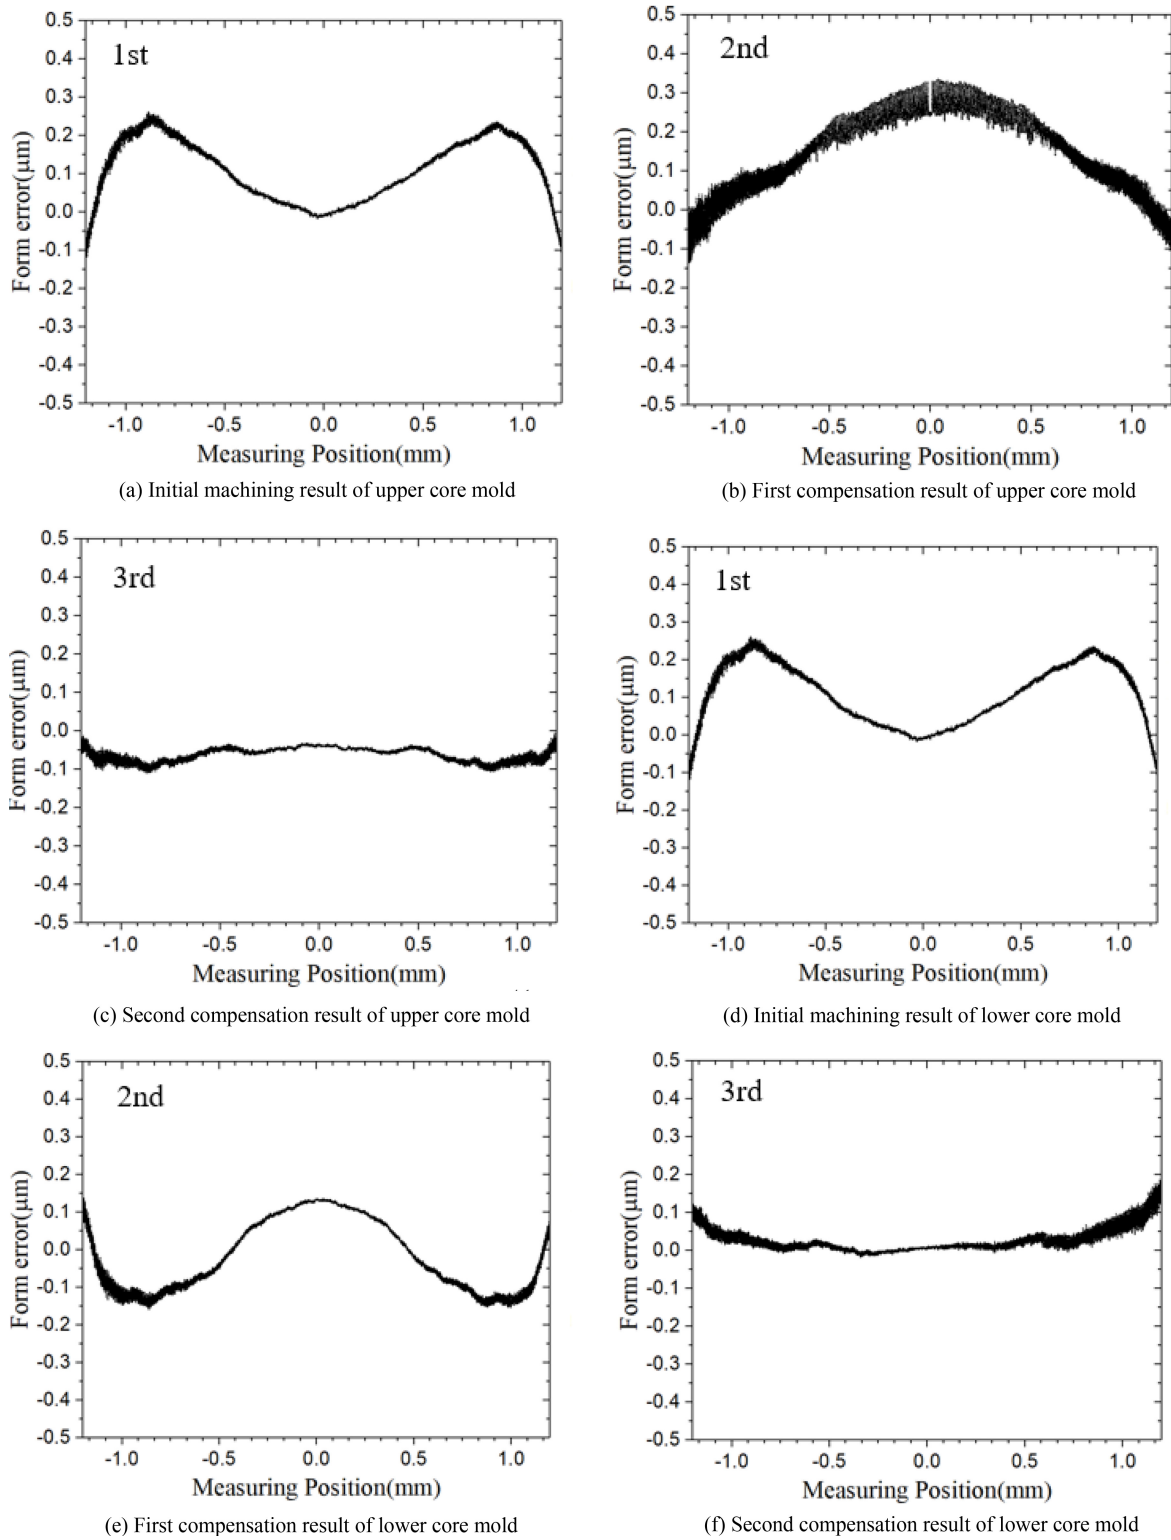 1st
0.5
0.4
0.3
0.2
0.1
0.0
-0.1
-0.2
-0.3
-0.4
-0.5
Form error(μm)
-1.0 -0.5 0.0 0.5 1.0
Measuring Position(mm)
(a) Initial machining result of upper core mold
2nd
0.5
0.4
0.3
0.2
0.1
0.0
-0.1
-0.2
-0.3
-0.4
-0.5
Form error(μm)
-1.0 -0.5 0.0 0.5 1.0
Measuring Position(mm)
(b) First compensation result of upper core mold
3rd
0.5
0.4
0.3
0.2
0.1
0.0
-0.1
-0.2
-0.3
-0.4
-0.5
Form error(μm)
-1.0 -0.5 0.0 0.5 1.0
Measuring Position(mm)
(c) Second compensation result of upper core mold
1st
0.5
0.4
0.3
0.2
0.1
0.0
-0.1
-0.2
-0.3
-0.4
-0.5
Form error(μm)
-1.0 -0.5 0.0 0.5 1.0
Measuring Position(mm)
(d) Initial machining result of lower core mold
2nd
0.5
0.4
0.3
0.2
0.1
0.0
-0.1
-0.2
-0.3
-0.4
-0.5
Form error(μm)
-1.0 -0.5 0.0 0.5 1.0
Measuring Position(mm)
(e) First compensation result of lower core mold
3rd
0.5
0.4
0.3
0.2
0.1
0.0
-0.1
-0.2
-0.3
-0.4
-0.5
Form error(μm)
-1.0 -0.5 0.0 0.5 1.0
Measuring Position(mm)
(f) Second compensation result of lower core mold